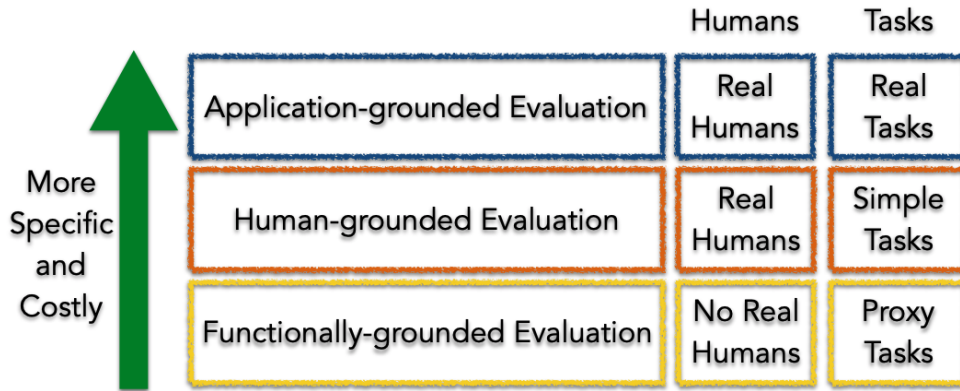 Humans Tasks
Application-grounded Evaluation
Real
Humans
Real
Tasks
More
Specific
and
Costly
Human-grounded Evaluation
Real
Humans
Simple
Tasks
Functionally-grounded Evaluation
No Real
Humans
Proxy
Tasks